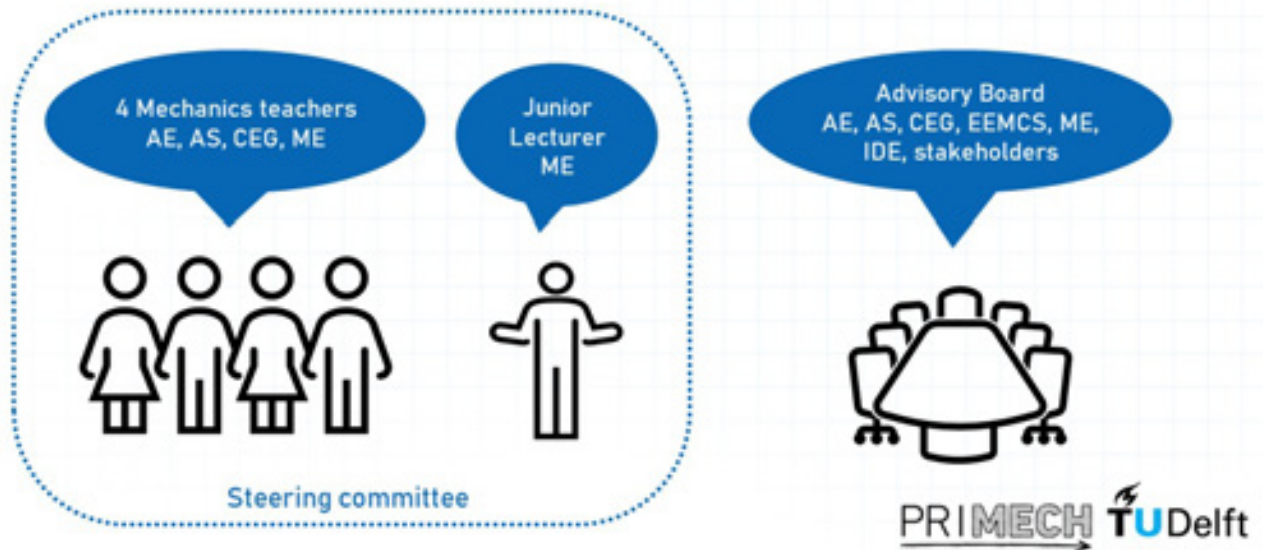 4 Mechanics teachers
AE, AS, CEG, ME
Junior
Lecturer
ME
Advisory Board
AE, AS, CEG, EEMCS, ME,
IDE, stakeholders
Steering committee
PRIMECH TUDelft